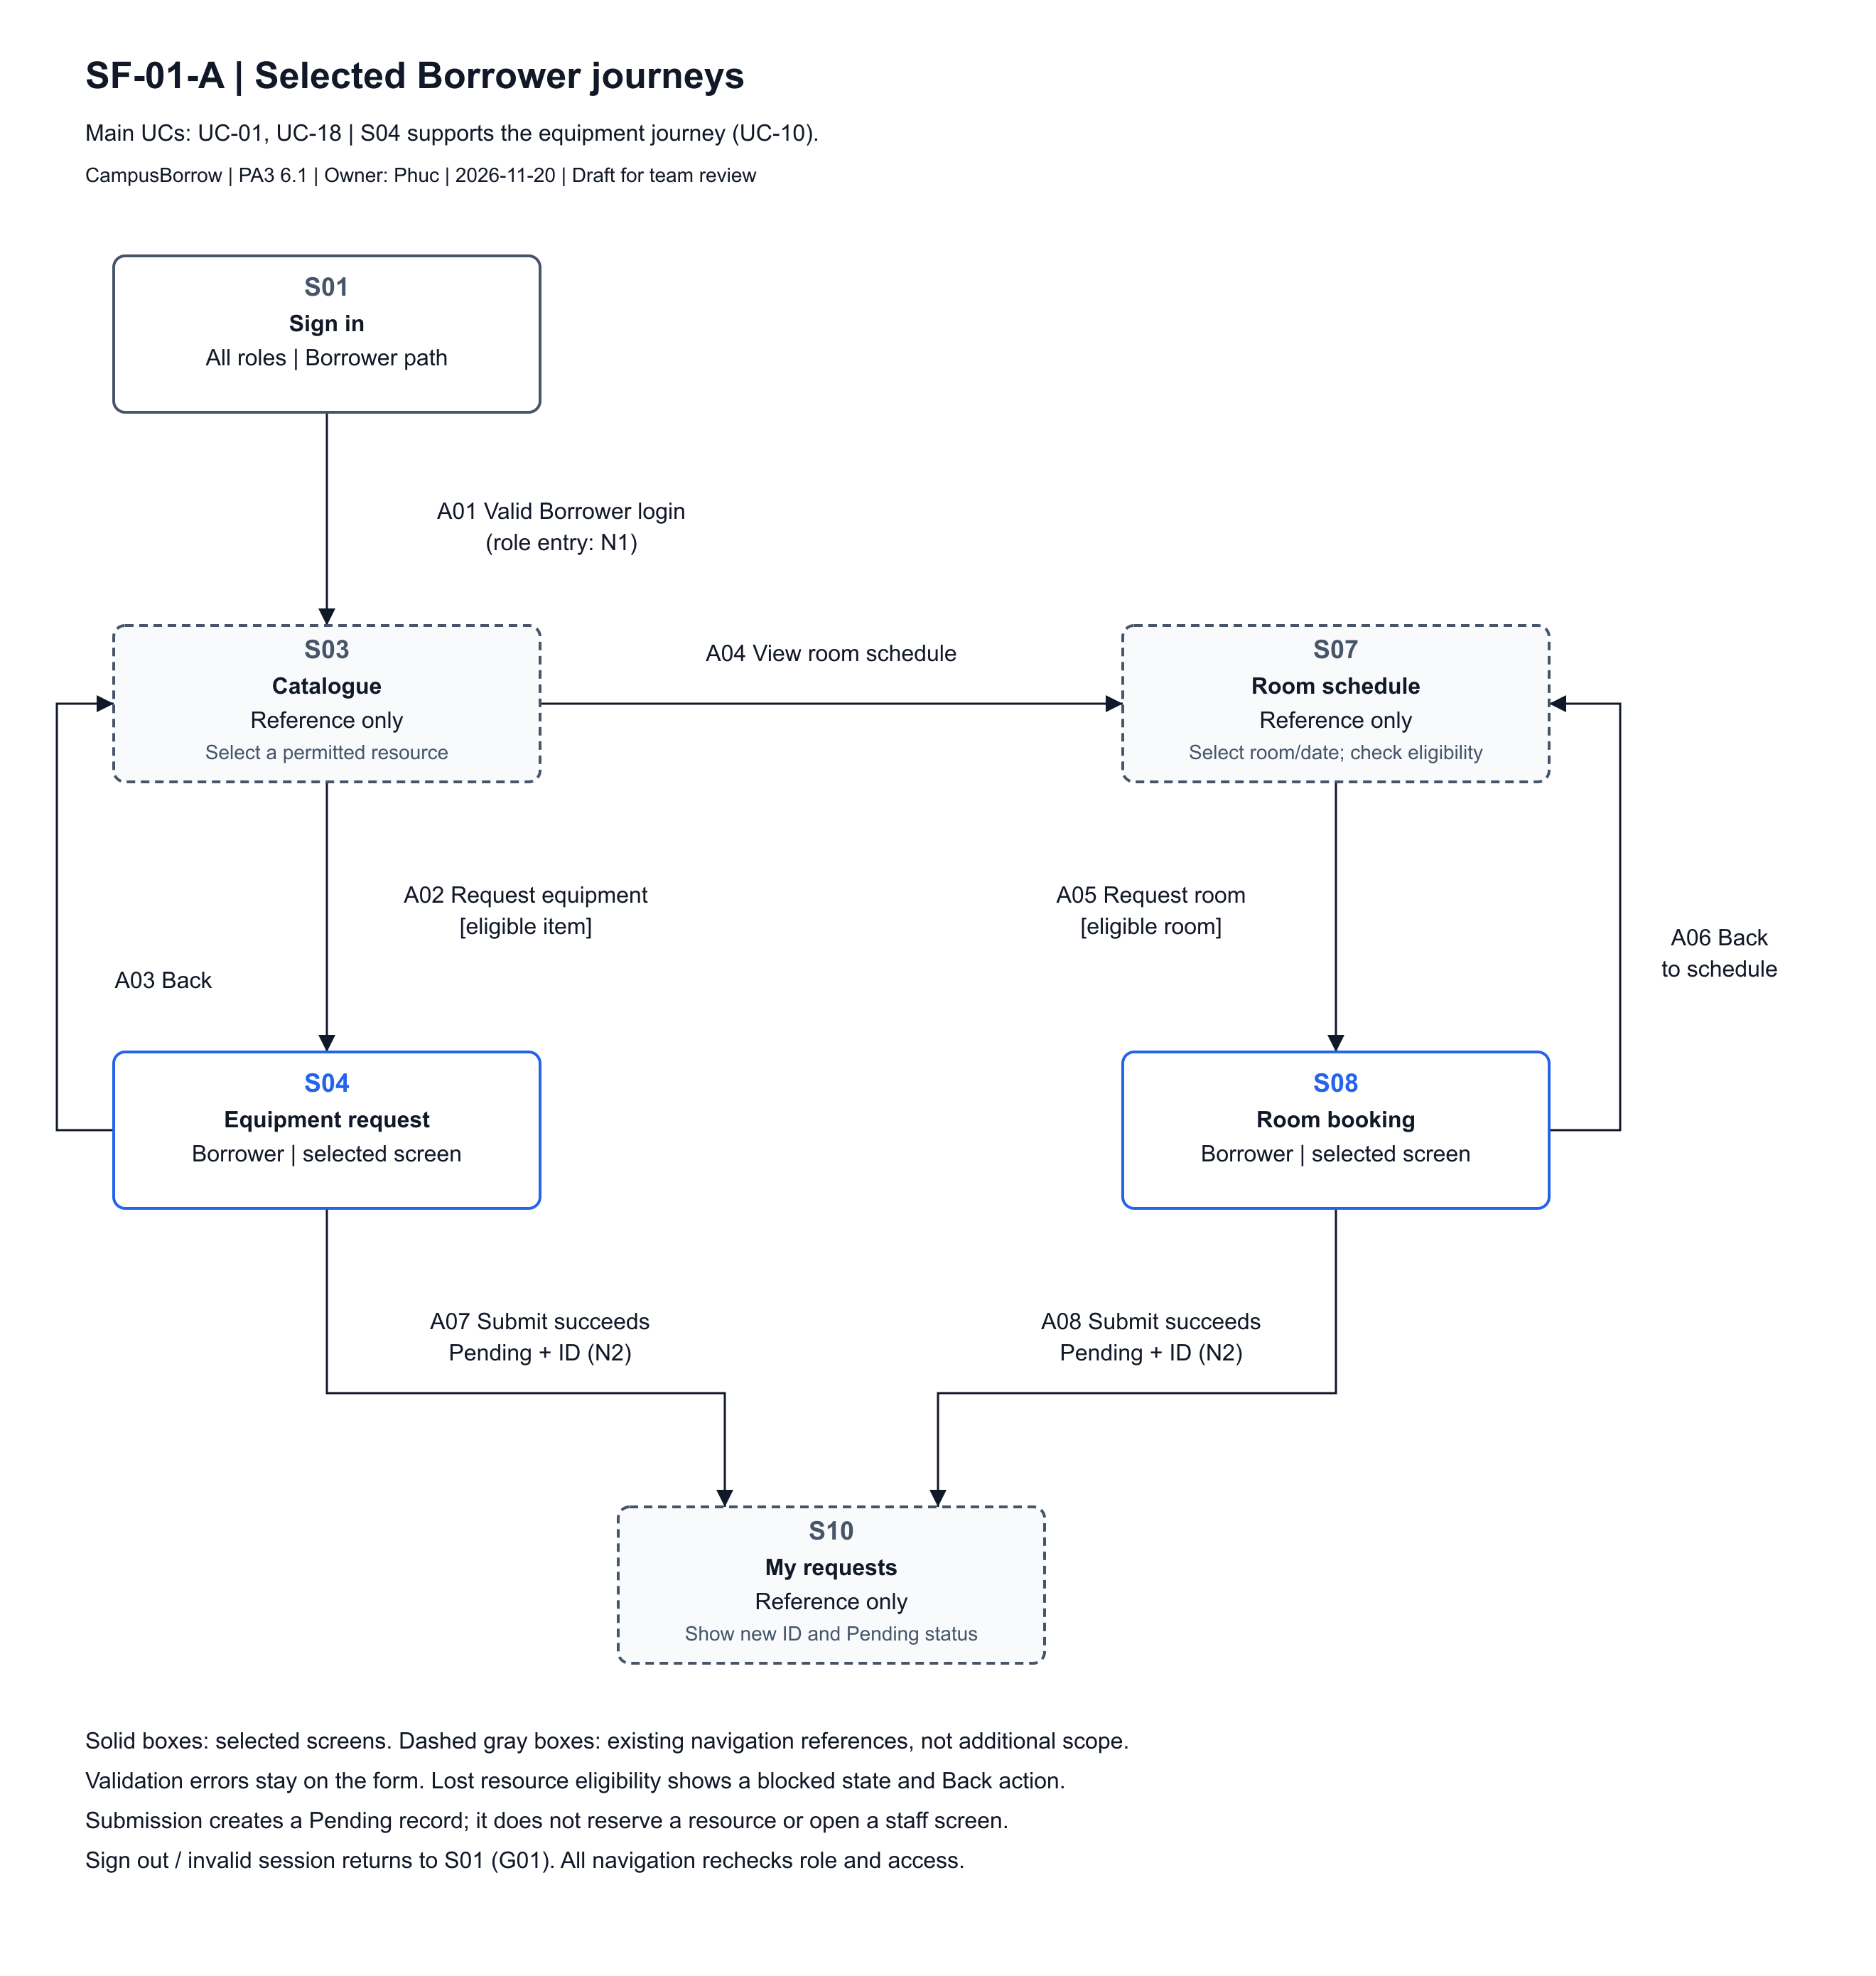 SF-01-A | Selected Borrower journeys
Main UCs: UC-01, UC-18 | S04 supports the equipment journey (UC-10).
CampusBorrow | PA3 6.1 | Owner: Phuc | 2026-11-20 | Draft for team review
S01
Sign in
All roles | Borrower path
A01 Valid Borrower login
(role entry: N1)
S03
Catalogue
Reference only
Select a permitted resource
A04 View room schedule
S07
Room schedule
Reference only
Select room/date; check eligibility
A02 Request equipment
[eligible item]
A05 Request room
[eligible room]
A03 Back
A06 Back
to schedule
S04
Equipment request
Borrower | selected screen
S08
Room booking
Borrower | selected screen
A07 Submit succeeds
Pending + ID (N2)
A08 Submit succeeds
Pending + ID (N2)
S10
My requests
Reference only
Show new ID and Pending status
Solid boxes: selected screens. Dashed gray boxes: existing navigation references, not additional scope.
Validation errors stay on the form. Lost resource eligibility shows a blocked state and Back action.
Submission creates a Pending record; it does not reserve a resource or open a staff screen.
Sign out / invalid session returns to S01 (G01). All navigation rechecks role and access.